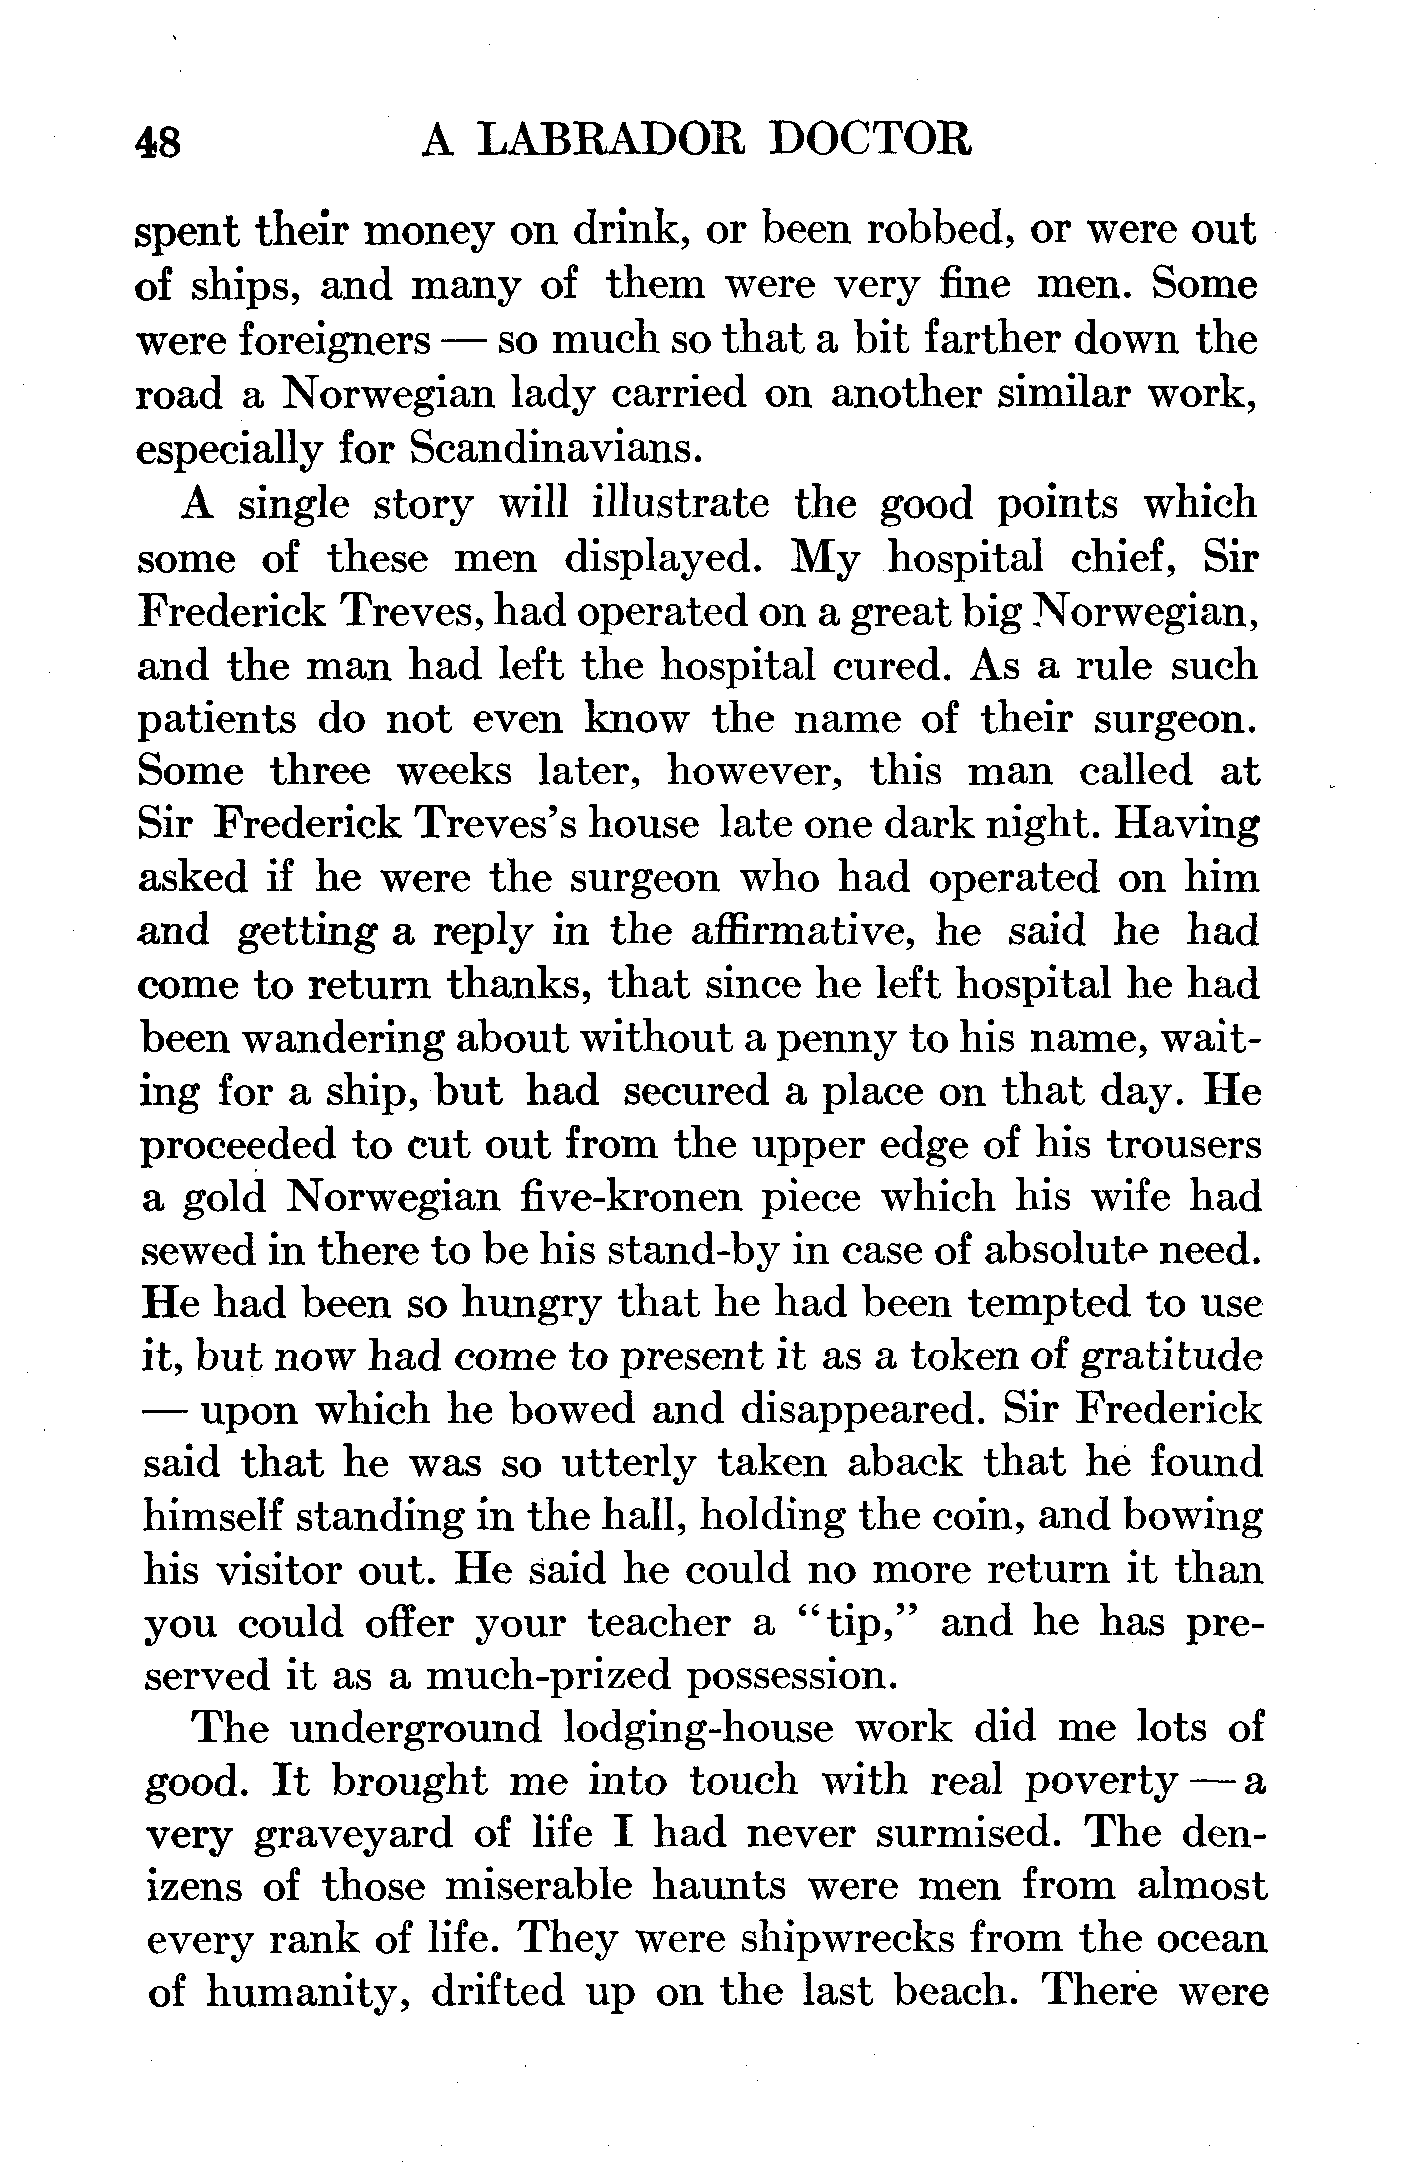 48 A LABRADOR DOCTOR
spent their money on drink, or been robbed, or were out
of ships, and many of them were very fine men. Some
were foreigners — so much so that a bit farther down the
road a Norwegian lady carried on another similar work,
especially for Scandinavians.
A single story will illustrate the good points which
some of these men displayed. My hospital chief, Sir
Frederick Treves, had operated on a great big Norwegian,
and the man had left the hospital cured. As a rule such
patients do not even know the name of their surgeon.
Some three weeks later, however, this man called at
Sir Frederick Treves's house late one dark night. Having
asked if he were the surgeon who had operated on him
and getting a reply in the affirmative, he said he had
come to return thanks, that since he left hospital he had
been wandering about without a penny to his name, wait-
ing for a ship, but had secured a place on that day. He
proceeded to cut out from the upper edge of his trousers
a gold Norwegian five-kronen piece which his wife had
sewed in there to be his stand-by in case of absolute need.
He had been so hungry that he had been tempted to use
it, but now had come to present it as a token of gratitude
— upon which he bowed and disappeared. Sir Frederick
said that he was so utterly taken aback that he found
himself standing in the hall, holding the coin, and bowing
his visitor out. He said he could no more return it than
you could offer your teacher a “tip,” and he has pre-
served it as a much-prized possession.
The underground lodging-house work did me lots of
good. It brought me into touch with real poverty — a
very graveyard of life I had never surmised. The den-
izens of those miserable haunts were men from almost
every rank of life. They were shipwrecks from the ocean
of humanity, drifted up on the last beach. There were